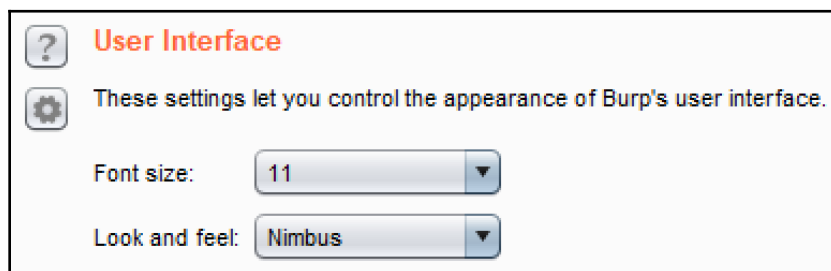 User Interface
These settings let you control the appearance of Burp's user interface.
Font size: 11
Look and feel: Nimbus